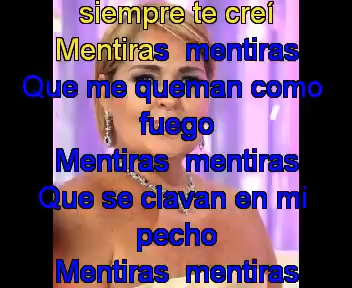 siempre te creí
Mentiras mentiras
Que me queman como
fuego
Mentiras mentiras
Que se clavan en mi
pecho
Mentiras mentiras